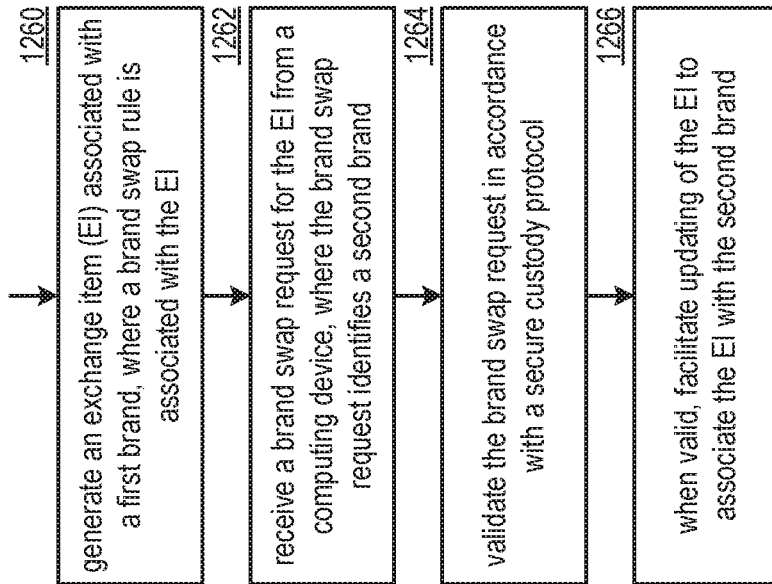 1260
generate an exchange item (EI) associated with
a first brand, where a brand swap rule is
associated with the EI
1262
receive a brand swap request for the EI from a
computing device, where the brand swap
request identifies a second brand
1264
validate the brand swap request in accordance
with a secure custody protocol
1266
when valid, facilitate updating of the EI to
associate the EI with the second brand